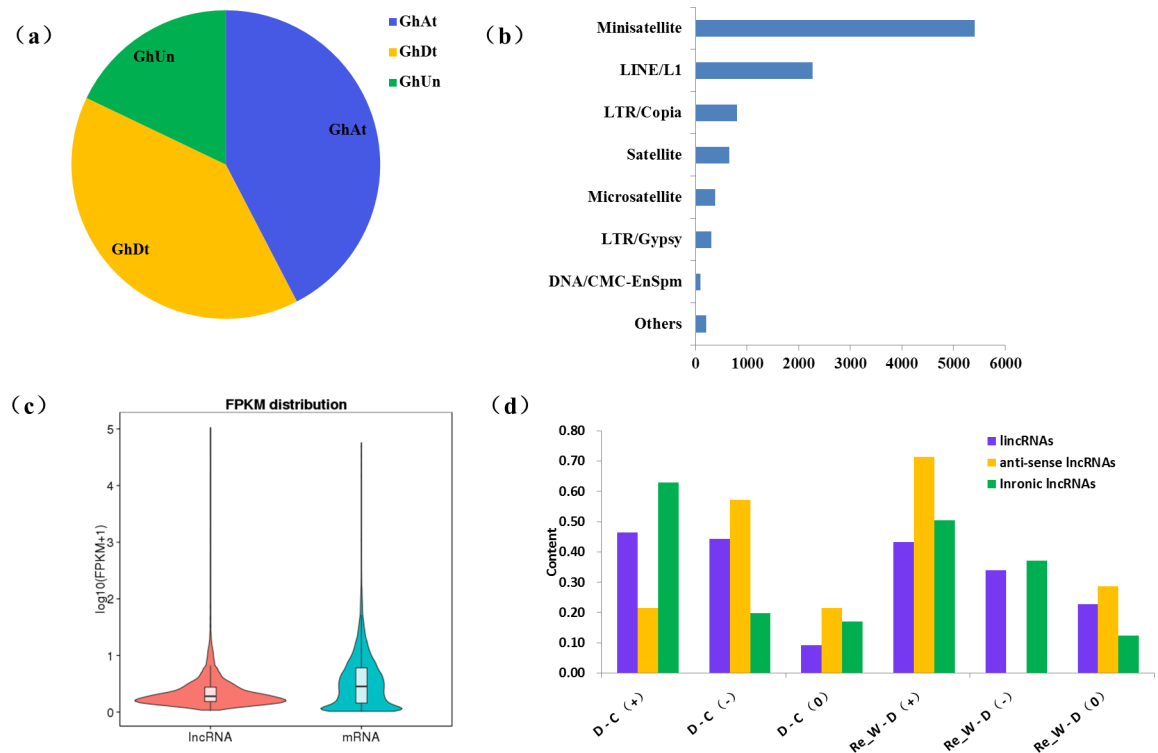 (a)
GhAt
GhDt
GhUn
GhUn
GhAt
GhDt
(b)
Minisatellite
LINE/L1
LTR/Copia
Satellite
Microsatellite
LTR/Gypsy
DNA/CMC-EnSpm
Others
0 1000 2000 3000 4000 5000 6000
(c)
FPKM distribution
log10(FPKM+1)
5
4
3
2
1
0
lncRNA mRNA
(d)
Content
0.80
0.70
0.60
0.50
0.40
0.30
0.20
0.10
0.00
lincRNAs
anti-sense lncRNAs
Inronic lncRNAs
D - C (+)
D - C (-)
D - C (0)
Re_W - D (+)
Re_W - D (-)
Re_W - D (0)